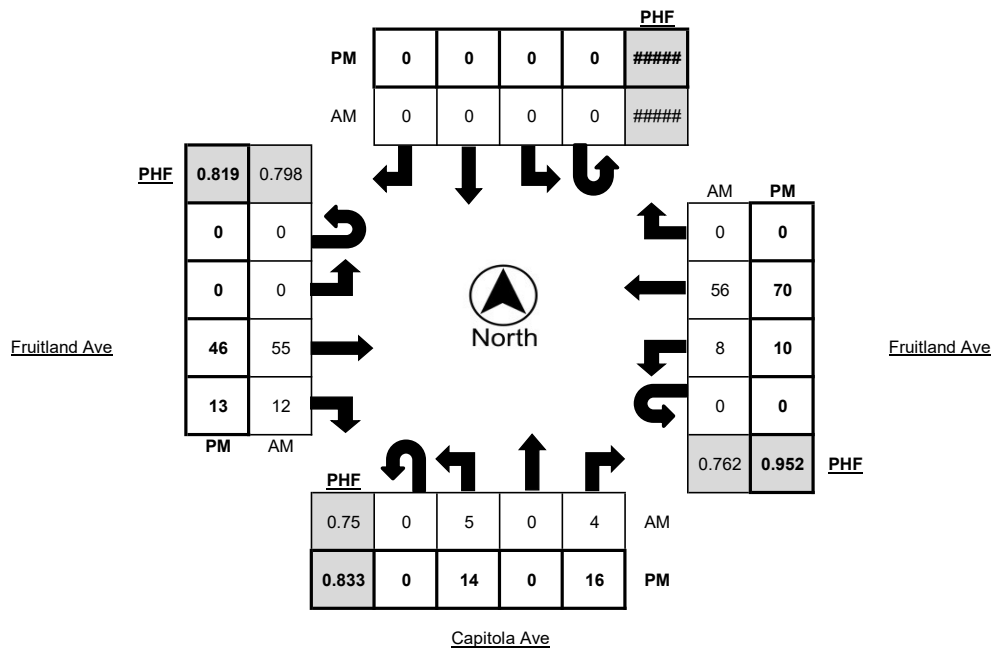 PHF
PM 0 0 0 0 #####
AM 0 0 0 0 #####
PHF 0.819 0.798
0 0
0 0
46 55
13 12
PM AM
Fruitland Ave
North
AM PM
0 0
56 70
8 10
0 0
0.762 0.952 PHF
Fruitland Ave
PHF
0.75 0 5 0 4 AM
0.833 0 14 0 16 PM
Capitola Ave